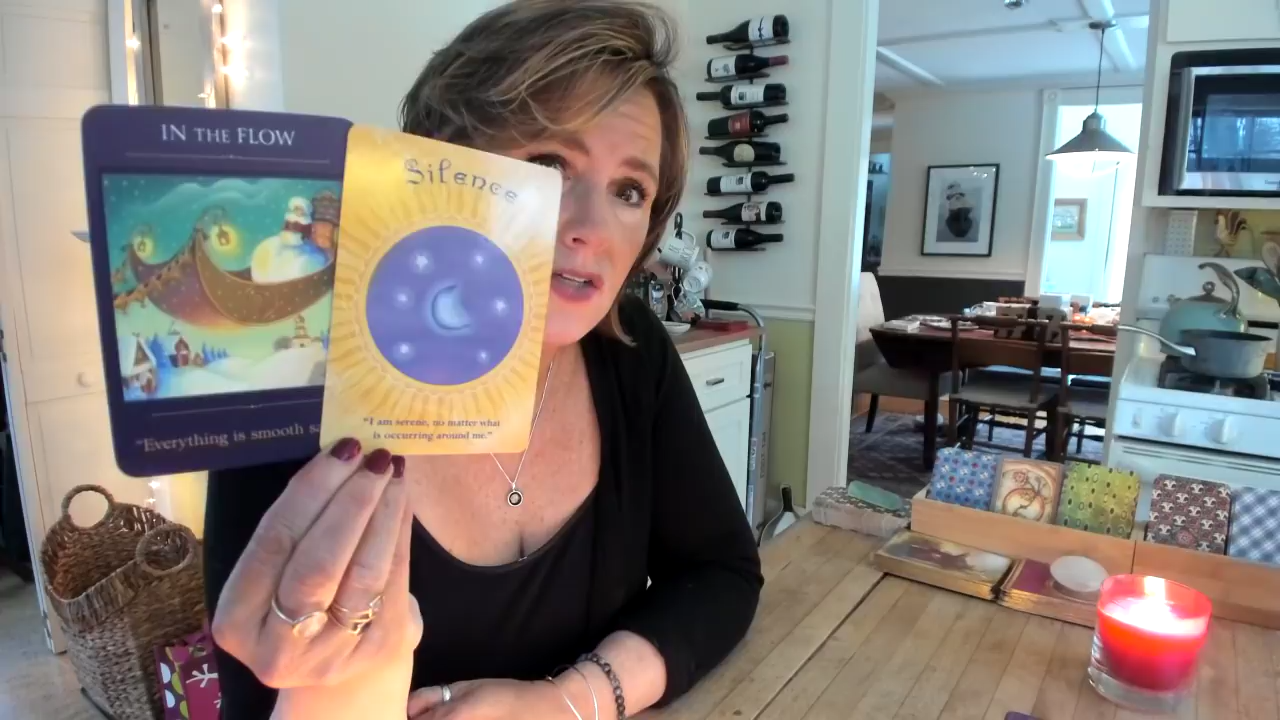 IN THE FLOW
"Everything is smooth
Silence
"I am serene, no matter what
is occurring around me."